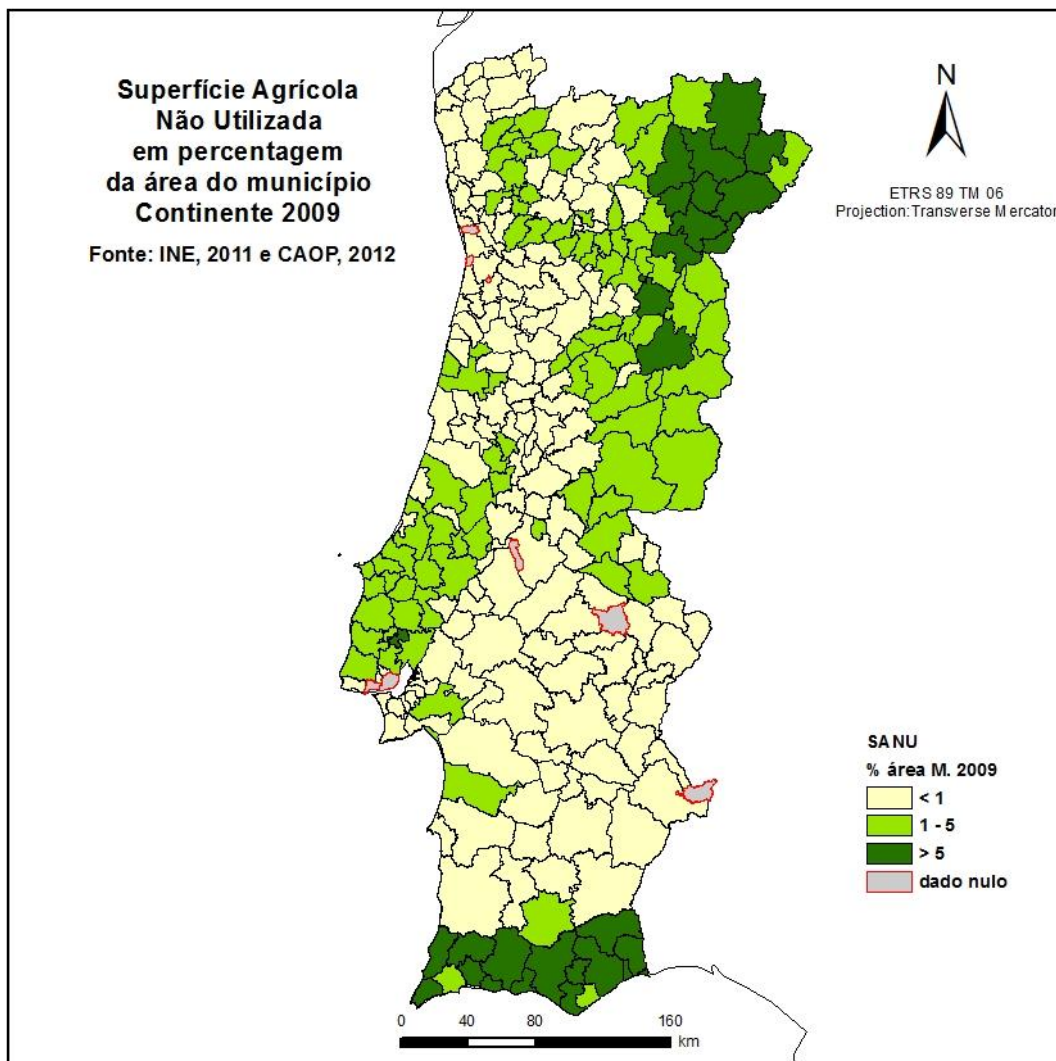 Superfície Agrícola
Não Utilizada
em percentagem
da área do município
Continente 2009
Fonte: INE, 2011 e CAOP, 2012
N
ETRS 89 TM 06
Projection: Transverse Mercator
SANU
% área M. 2009
< 1
1 - 5
> 5
dado nulo
0 40 80 160
km